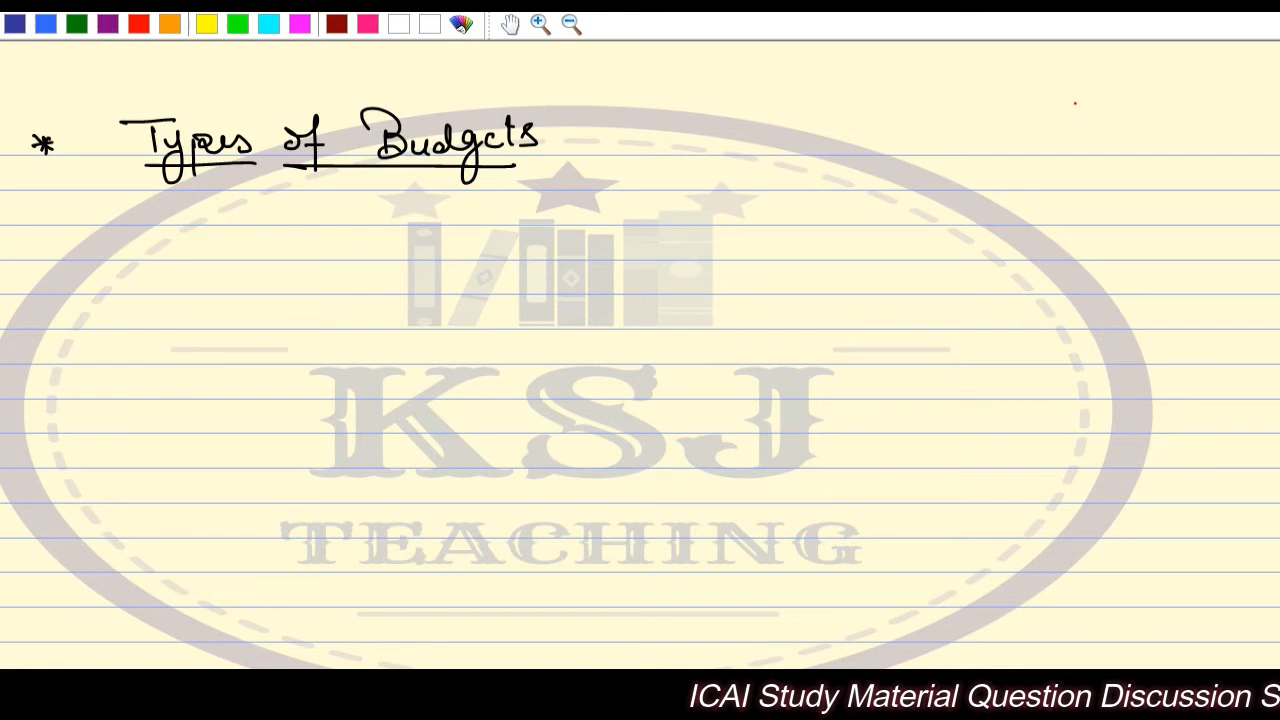 * Types of Budgets
KSJ
TEACHING
ICAI Study Material Question Discussion S